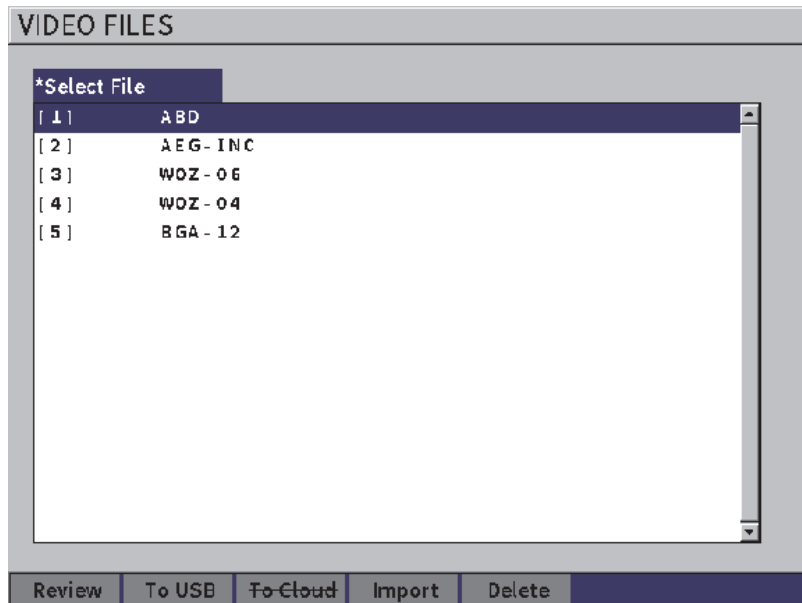 VIDEO FILES
*Select File
[1] ABD
[2] AEG-INC
[3] WOZ-06
[4] WOZ-04
[5] BGA-12
Review To USB To Cloud Import Delete